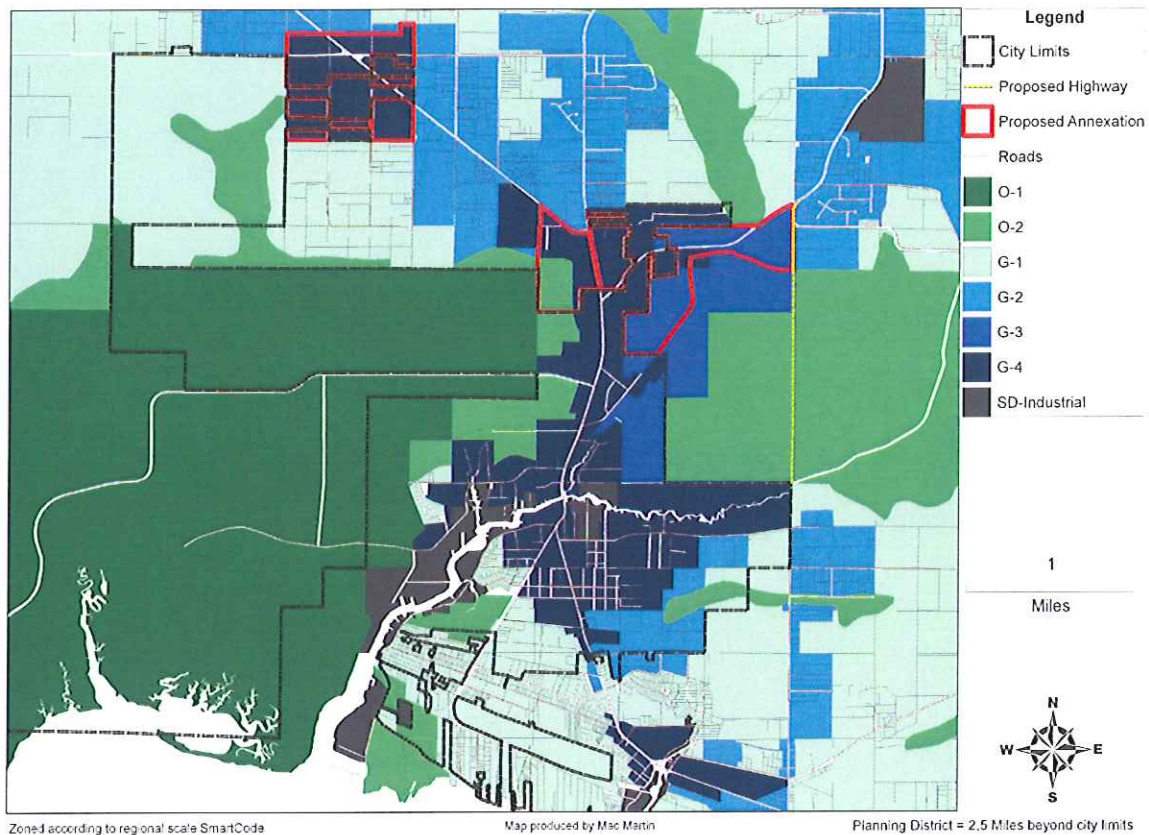 Legend
City Limits
Proposed Highway
Proposed Annexation
Roads
O-1
O-2
G-1
G-2
G-3
G-4
SD-Industrial
1
Miles
N
W E
S
Zoned according to regional scale SmartCode
Map produced by Mac Martin
Planning District = 2.5 Miles beyond city limits